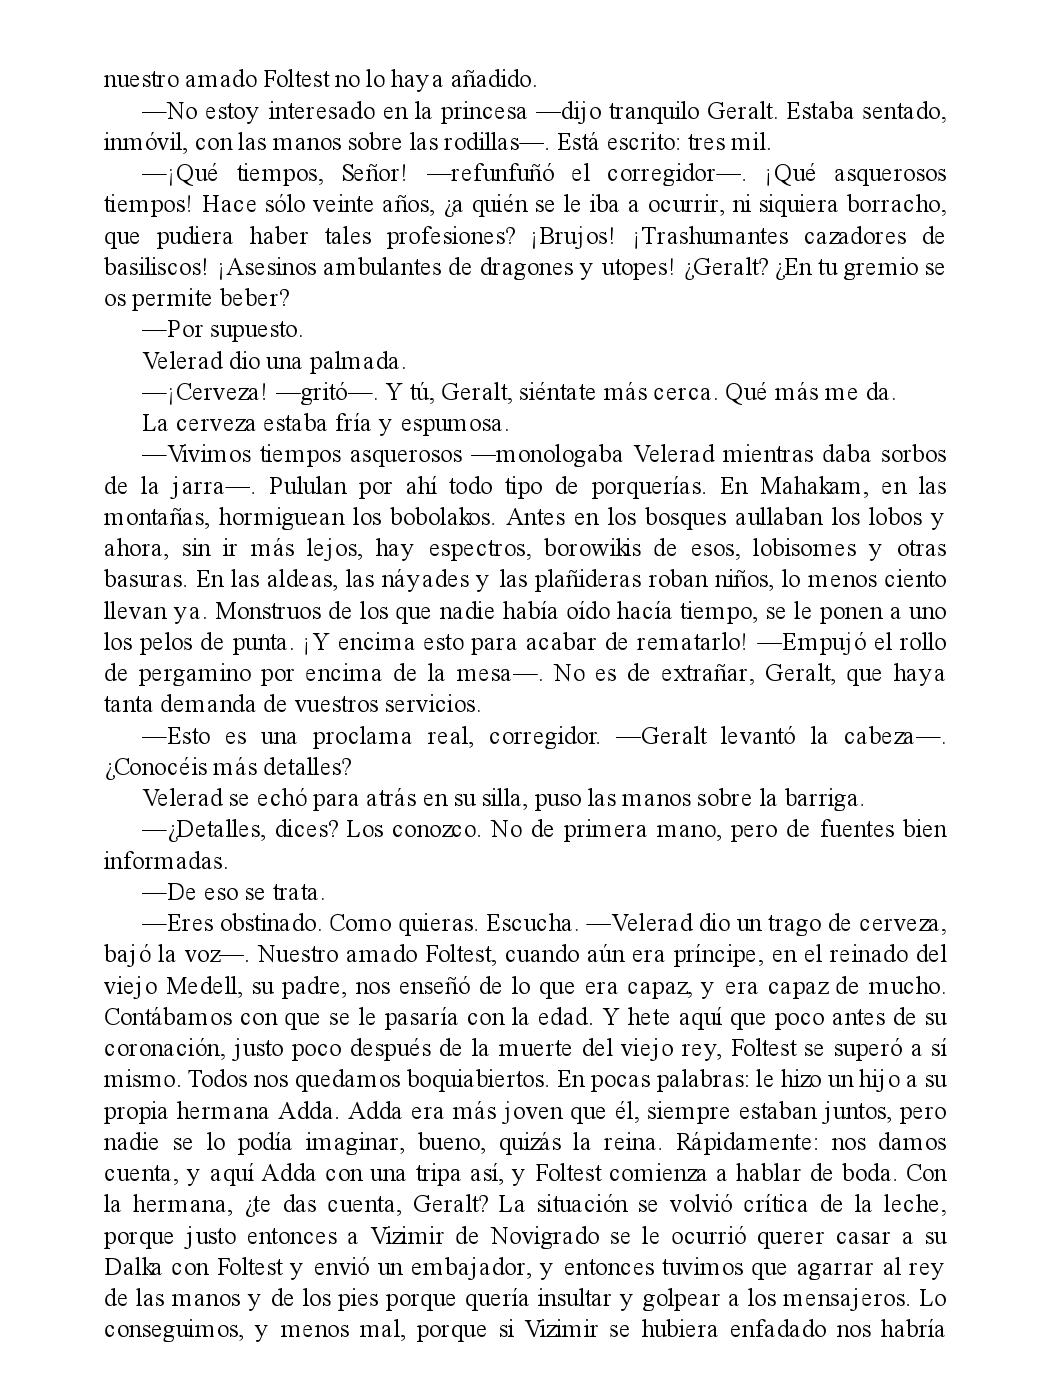 nuestro amado Foltest no lo haya añadido.
—No estoy interesado en la princesa —dijo tranquilo Geralt. Estaba sentado,
inmóvil, con las manos sobre las rodillas—. Está escrito: tres mil.
—¡Qué tiempos, Señor! —refunfuñó el corregidor—. ¡Qué asquerosos
tiempos! Hace sólo veinte años, ¿a quién se le iba a ocurrir, ni siquiera borracho,
que pudiera haber tales profesiones? ¡Brujos! ¡Trashumantes cazadores de
basiliscos! ¡Asesinos ambulantes de dragones y utopes! ¿Geralt? ¿En tu gremio se
os permite beber?
—Por supuesto.
Velerad dio una palmada.
—¡Cerveza! —gritó—. Y tú, Geralt, siéntate más cerca. Qué más me da.
La cerveza estaba fría y espumosa.
—Vivimos tiempos asquerosos —monologaba Velerad mientras daba sorbos
de la jarra—. Pululan por ahí todo tipo de porquerías. En Mahakam, en las
montañas, hormiguean los bobolakos. Antes en los bosques aullaban los lobos y
ahora, sin ir más lejos, hay espectros, borowikis de esos, lobisomes y otras
basuras. En las aldeas, las náyades y las plañideras roban niños, lo menos ciento
llevan ya. Monstruos de los que nadie había oído hacía tiempo, se le ponen a uno
los pelos de punta. ¡Y encima esto para acabar de rematarlo! —Empujó el rollo
de pergamino por encima de la mesa—. No es de extrañar, Geralt, que haya
tanta demanda de vuestros servicios.
—Esto es una proclama real, corregidor. —Geralt levantó la cabeza—.
¿Conocéis más detalles?
Velerad se echó para atrás en su silla, puso las manos sobre la barriga.
—¿Detalles, dices? Los conozco. No de primera mano, pero de fuentes bien
informadas.
—De eso se trata.
—Eres obstinado. Como quieras. Escucha. —Velerad dio un trago de cerveza,
bajó la voz—. Nuestro amado Foltest, cuando aún era príncipe, en el reinado del
viejo Medell, su padre, nos enseñó de lo que era capaz, y era capaz de mucho.
Contábamos con que se le pasaría con la edad. Y hete aquí que poco antes de su
coronación, justo poco después de la muerte del viejo rey, Foltest se superó a sí
mismo. Todos nos quedamos boquiabiertos. En pocas palabras: le hizo un hijo a su
propia hermana Adda. Adda era más joven que él, siempre estaban juntos, pero
nadie se lo podía imaginar, bueno, quizás la reina. Rápidamente: nos damos
cuenta, y aquí Adda con una tripa así, y Foltest comienza a hablar de boda. Con
la hermana, ¿te das cuenta, Geralt? La situación se volvió crítica de la leche,
porque justo entonces a Vizimir de Novigrado se le ocurrió querer casar a su
Dalka con Foltest y envió un embajador, y entonces tuvimos que agarrar al rey
de las manos y de los pies porque quería insultar y golpear a los mensajeros. Lo
conseguimos, y menos mal, porque si Vizimir se hubiera enfadado nos habría